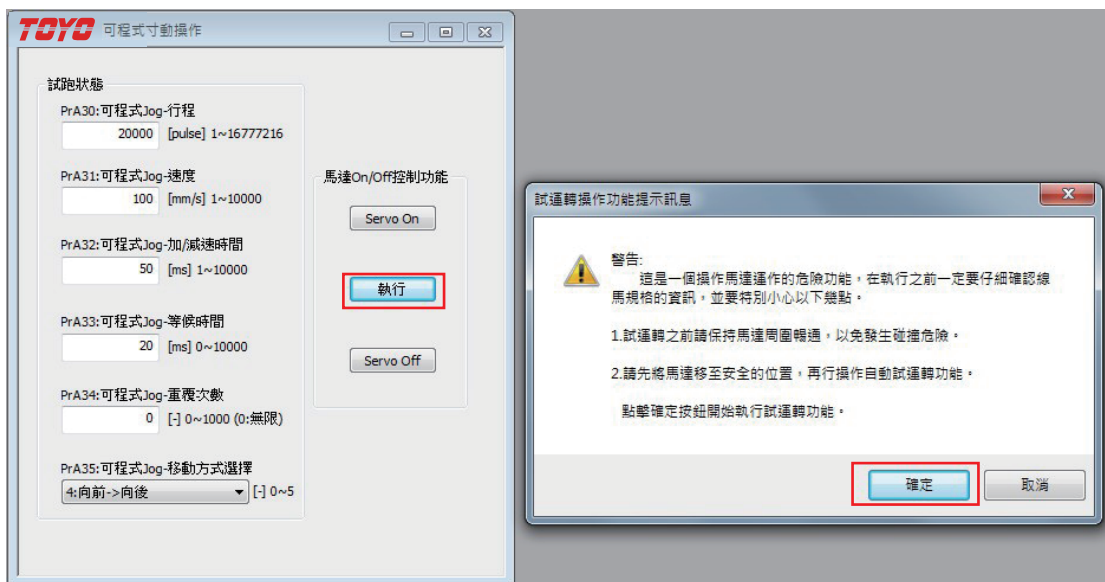 TOYO 可程式寸動操作
試跑狀態
PrA30:可程式Jog-行程
20000 [pulse] 1~16777216
PrA31:可程式Jog-速度
100 [mm/s] 1~10000
PrA32:可程式Jog-加/減速時間
50 [ms] 1~10000
PrA33:可程式Jog-等候時間
20 [ms] 0~10000
PrA34:可程式Jog-重覆次數
0 [-] 0~1000 (0:無限)
PrA35:可程式Jog-移動方式選擇
4:向前->向後 [-] 0~5
馬達On/Off控制功能
Servo On
執行
Servo Off
試運轉操作功能提示訊息
警告:
這是一個操作馬達運作的危險功能，在執行之前一定要仔細確認線
馬規格的資訊，並要特別小心以下幾點。
1.試運轉之前請保持馬達周圍暢通，以免發生碰撞危險。
2.請先將馬達移至安全的位置，再行操作自動試運轉功能。
點擊確定按鈕開始執行試運轉功能。
確定
取消